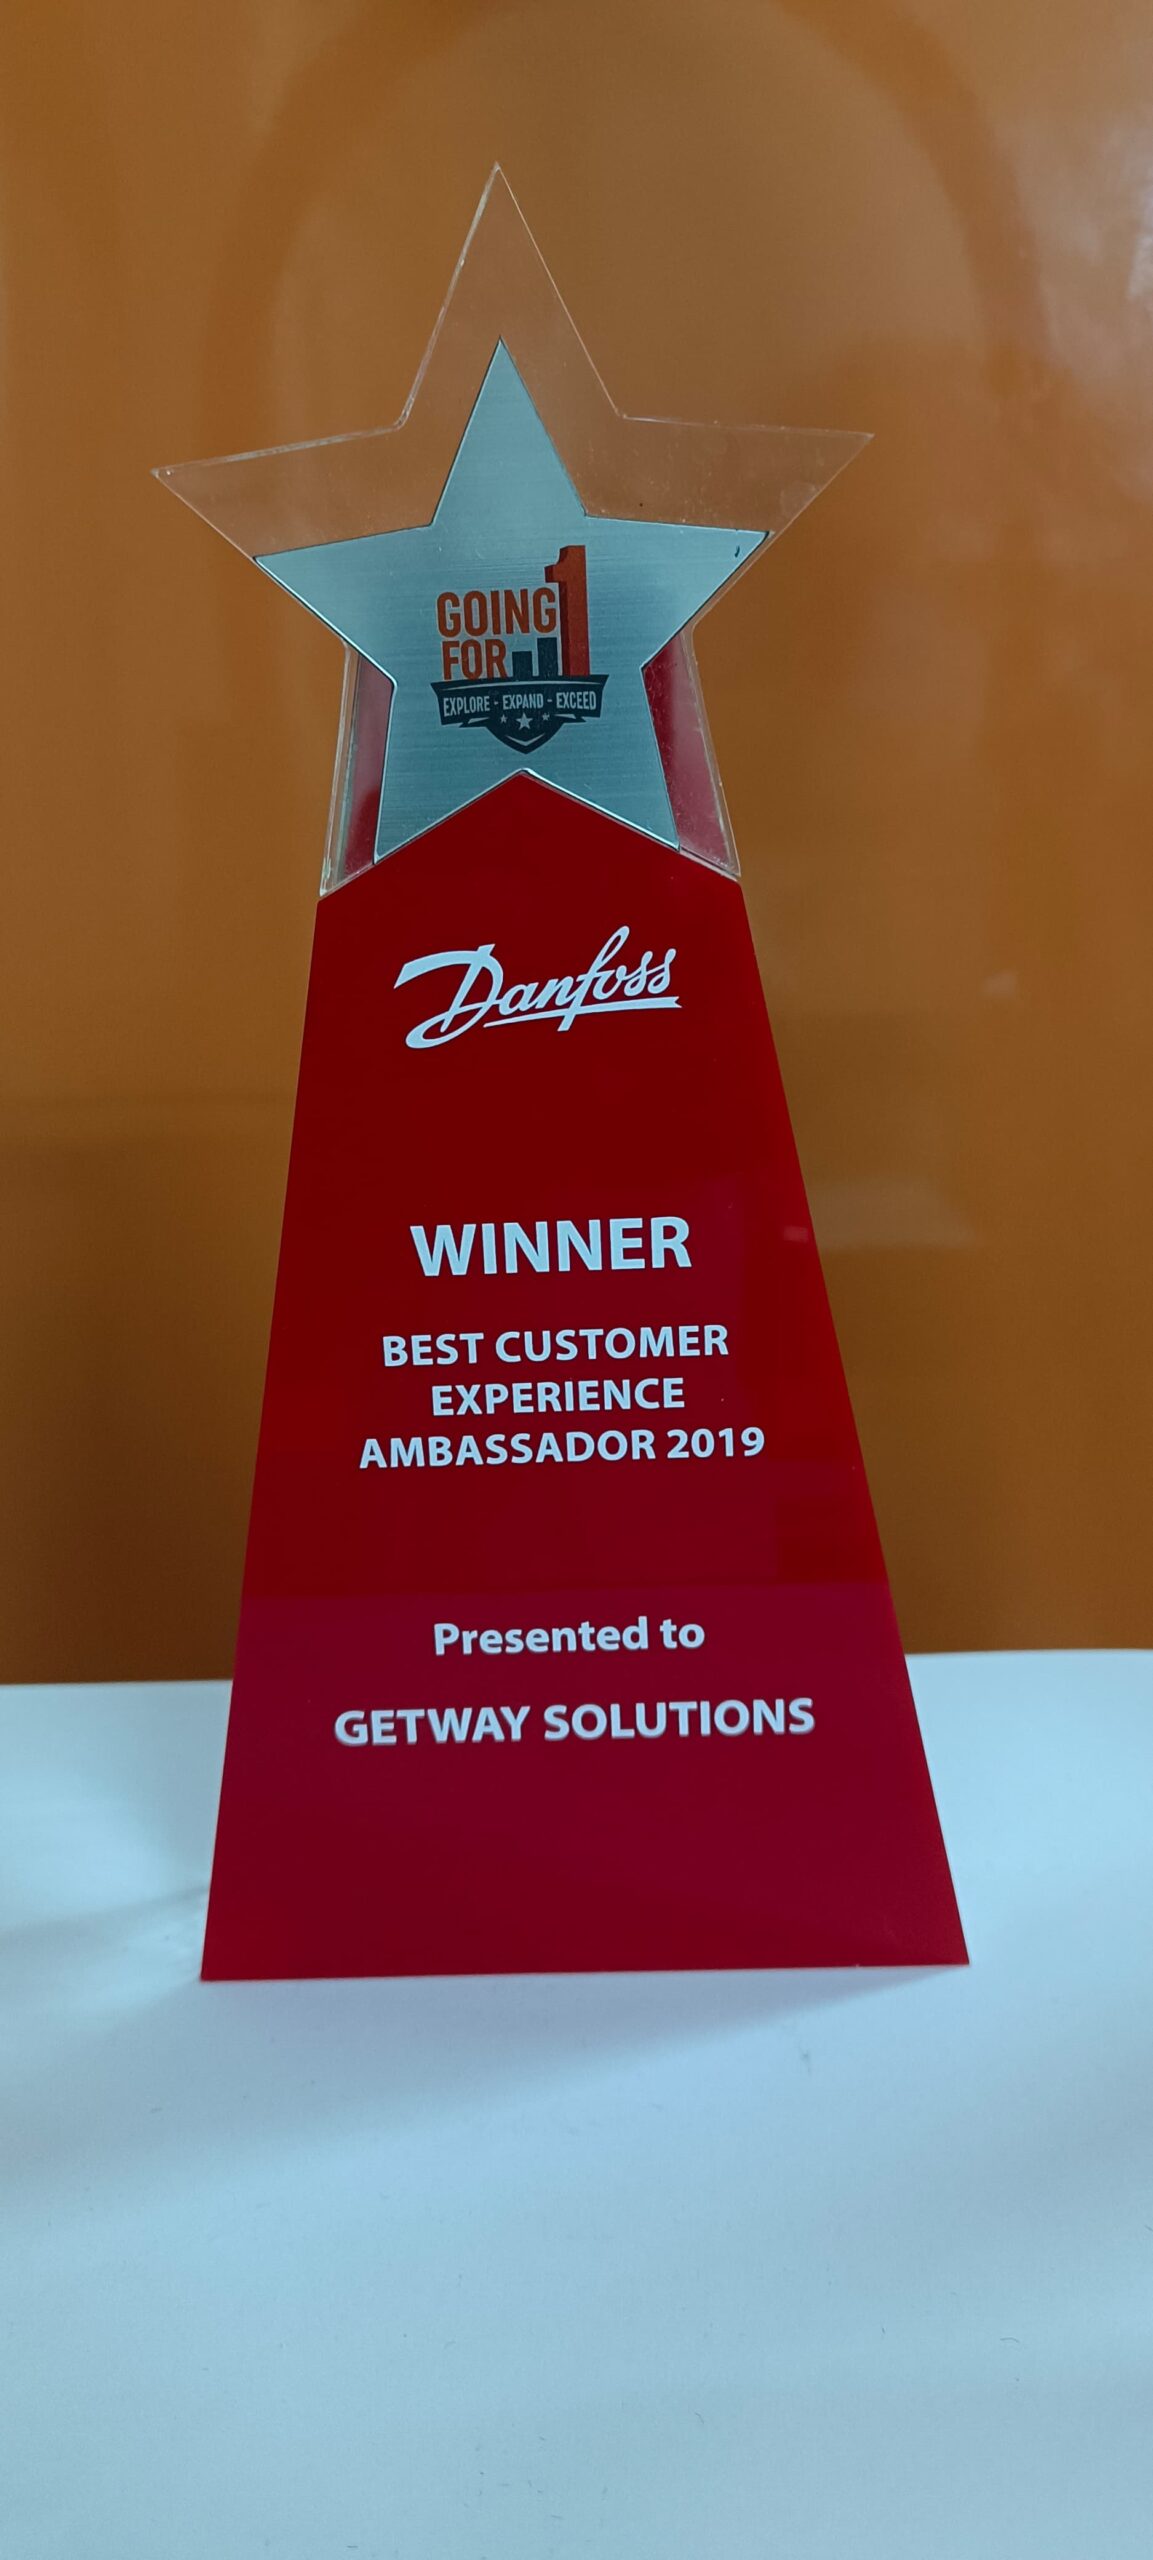 GOING
FOR 1
EXPLORE - EXPAND - EXCEED
Danfoss
WINNER
BEST CUSTOMER
EXPERIENCE
AMBASSADOR 2019
Presented to
GETWAY SOLUTIONS